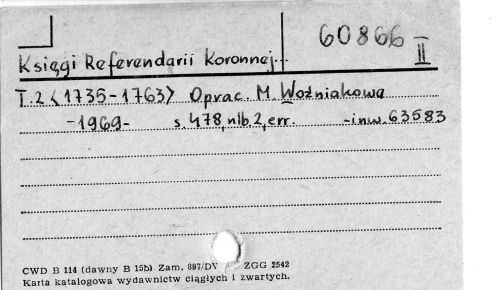 60866
II
Księgi Referendarii Koronnej...
T.2 <1735-1763> Oprac. M. Woźniakowa
-1969- s. 478, nlb. 2, err. -inw. 63583
CWD B 114 (dawny B 15b) Zam. 897/DV ZGG 2542
Karta katalogowa wydawnictw ciągłych i zwartych.